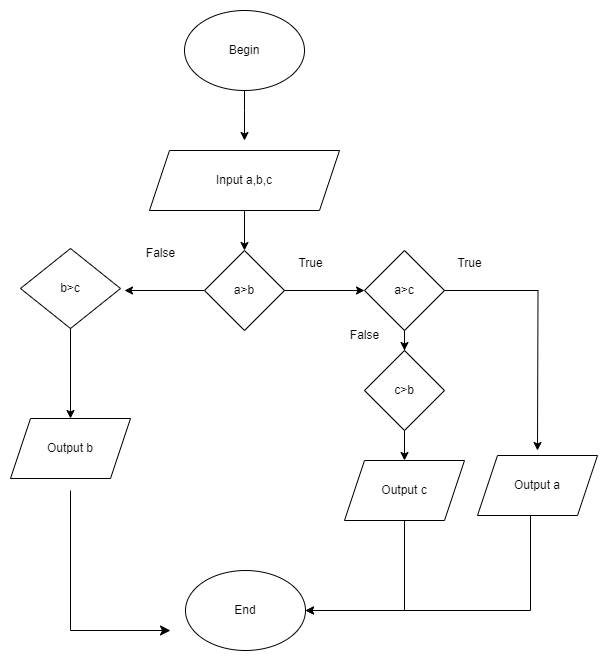 Begin
Input a,b,c
False
True
True
b>c
a>b
a>c
False
c>b
Output b
Output c
Output a
End